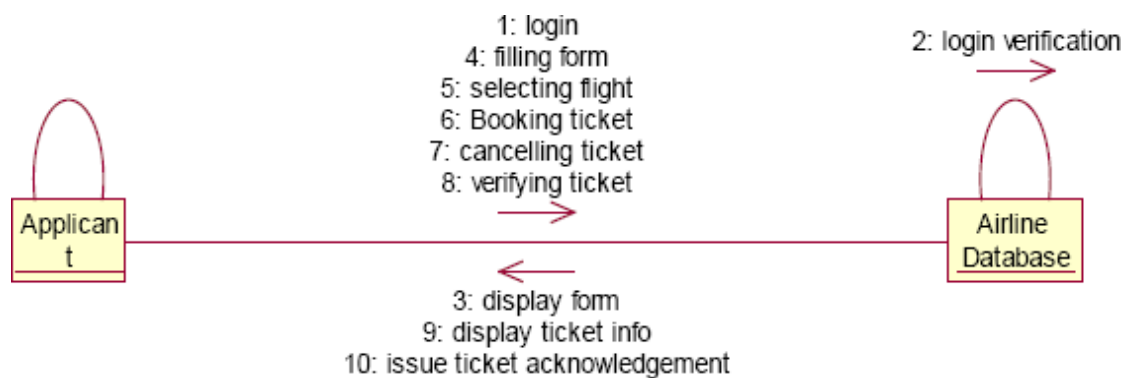 1: login
4: filling form
5: selecting flight
6: Booking ticket
7: cancelling ticket
8: verifying ticket
2: login verification
Applican
t
Airline
Database
3: display form
9: display ticket info
10: issue ticket acknowledgement